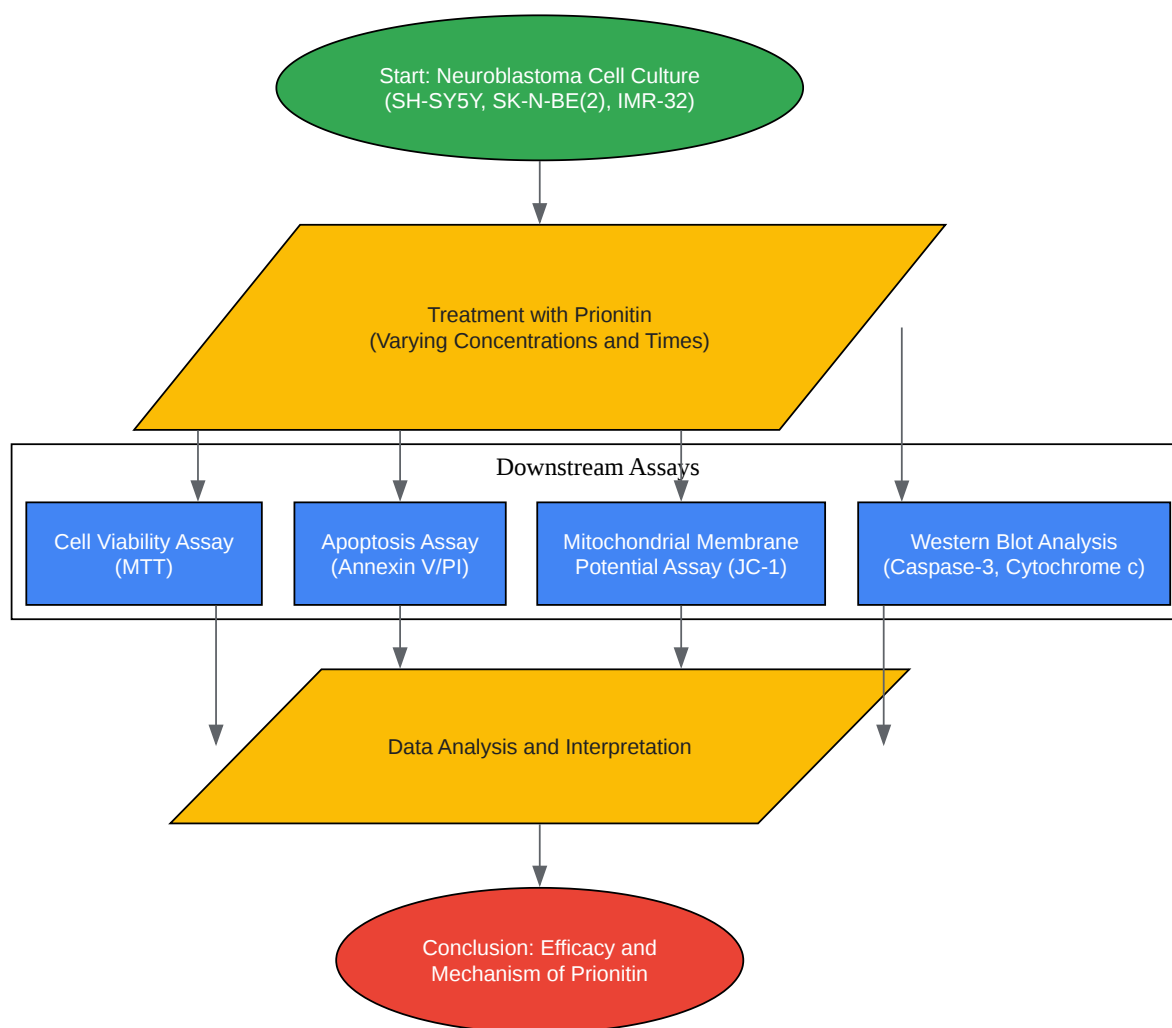 Start: Neuroblastoma Cell Culture
(SH-SY5Y, SK-N-BE(2), IMR-32)
Treatment with Prionitin
(Varying Concentrations and Times)
Downstream Assays
Cell Viability Assay
(MTT)
Apoptosis Assay
(Annexin V/PI)
Mitochondrial Membrane
Potential Assay (JC-1)
Western Blot Analysis
(Caspase-3, Cytochrome c)
Data Analysis and Interpretation
Conclusion: Efficacy and
Mechanism of Prionitin